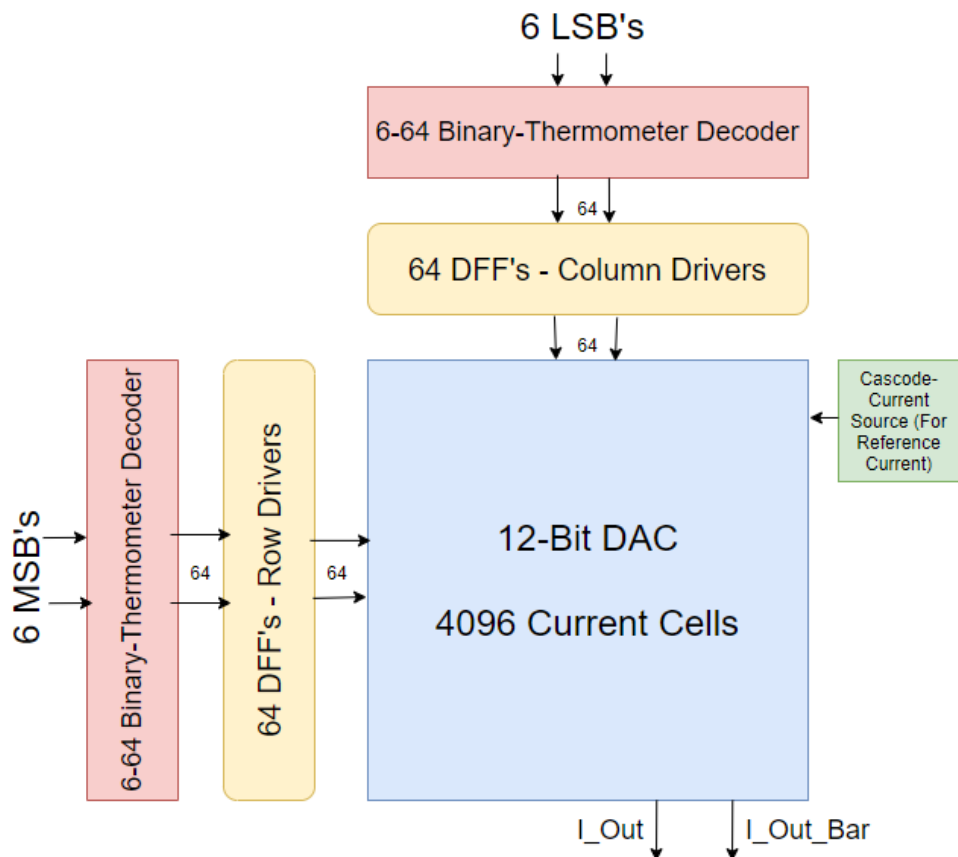 6 LSB's
6-64 Binary-Thermometer Decoder
64
64 DFF's - Column Drivers
64
6 MSB's
6-64 Binary-Thermometer Decoder
64
64 DFF's - Row Drivers
64
12-Bit DAC
4096 Current Cells
Cascode-
Current
Source (For
Reference
Current)
I_Out
I_Out_Bar